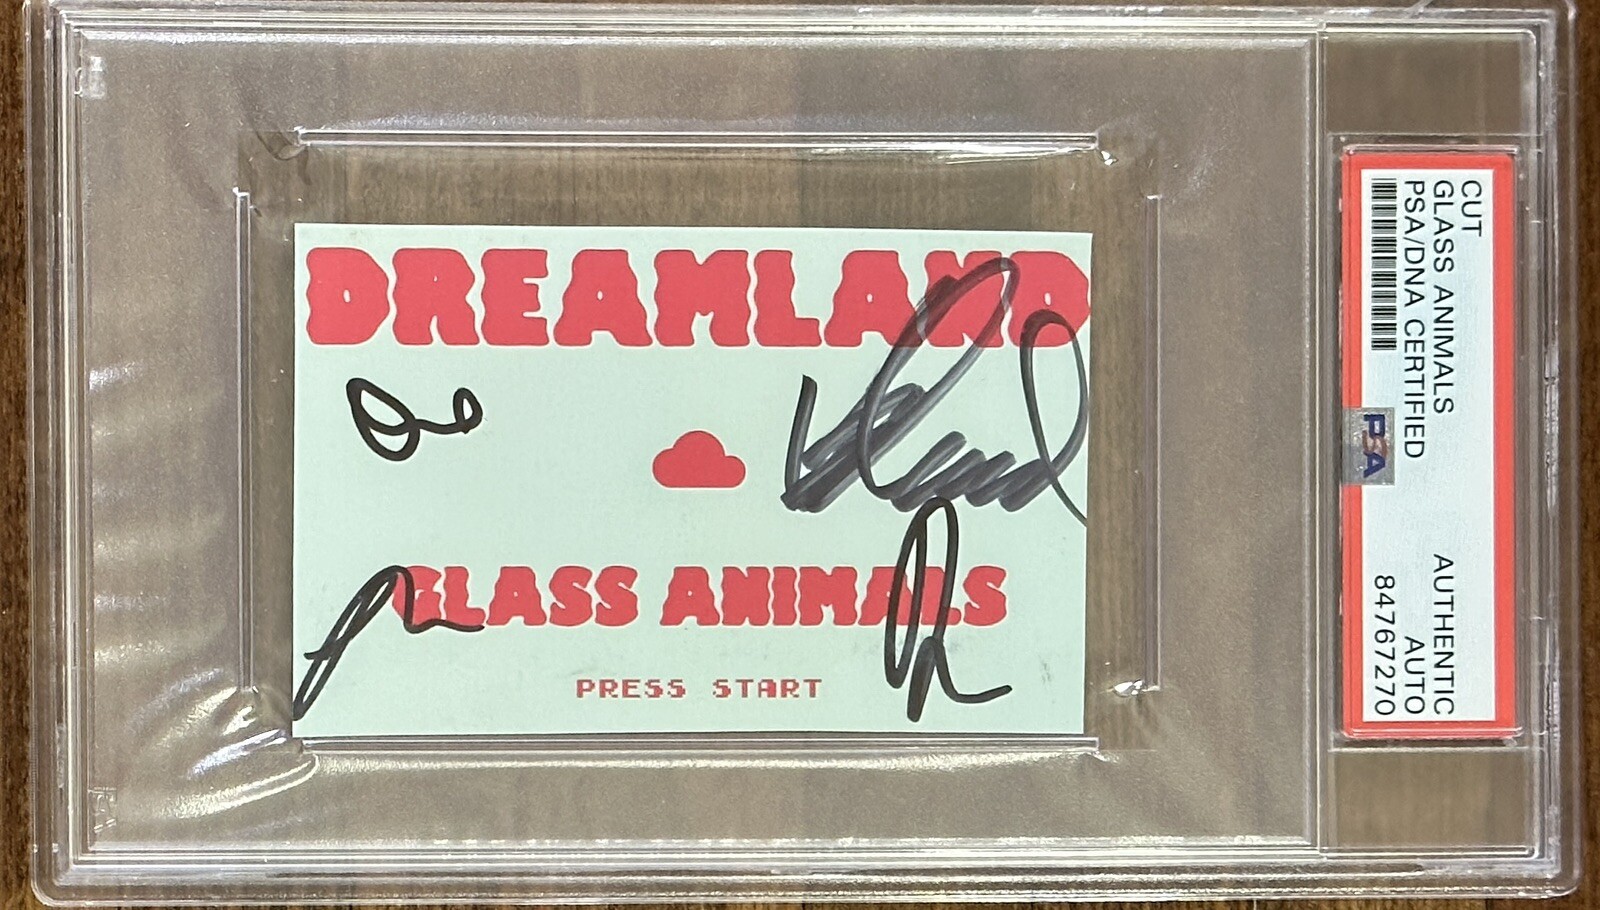 DREAMLAND
GLASS ANIMALS
PRESS START
CUT
GLASS ANIMALS AUTHENTIC
PSA/DNA CERTIFIED AUTO
84767270
PSA